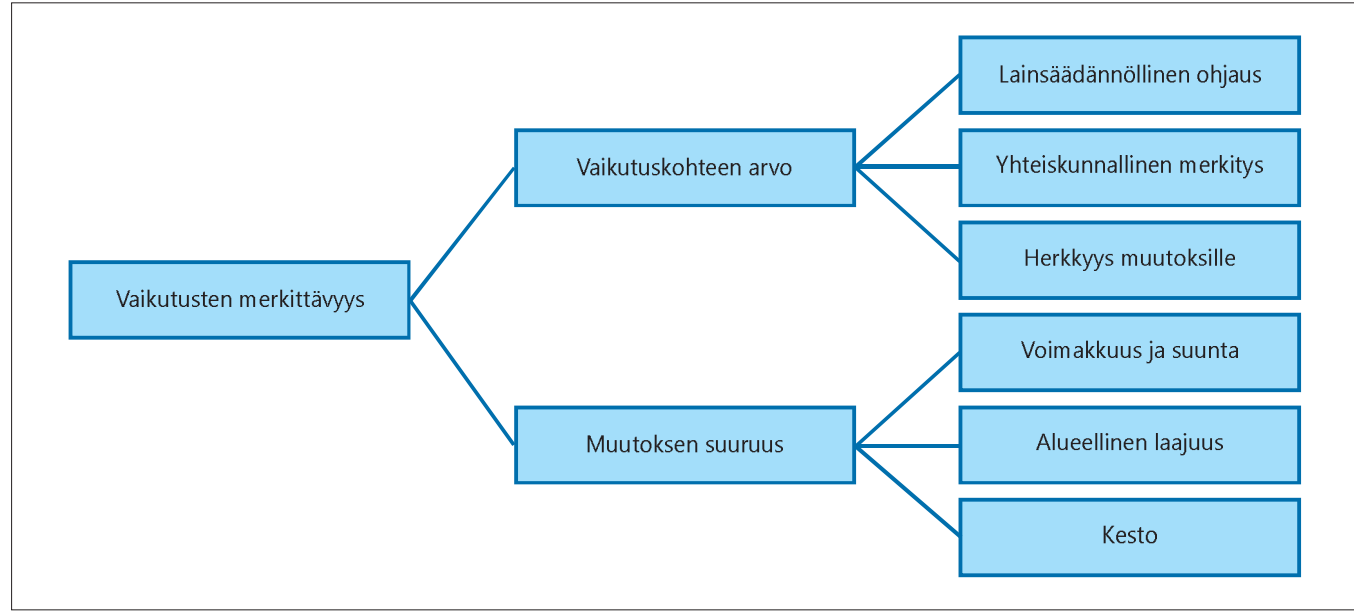 Vaikutusten merkittävyys
Vaikutuskohteen arvo
Lainsäädännöllinen ohjaus
Yhteiskunnallinen merkitys
Herkkyys muutoksille
Muutoksen suuruus
Voimakkuus ja suunta
Alueellinen laajuus
Kesto